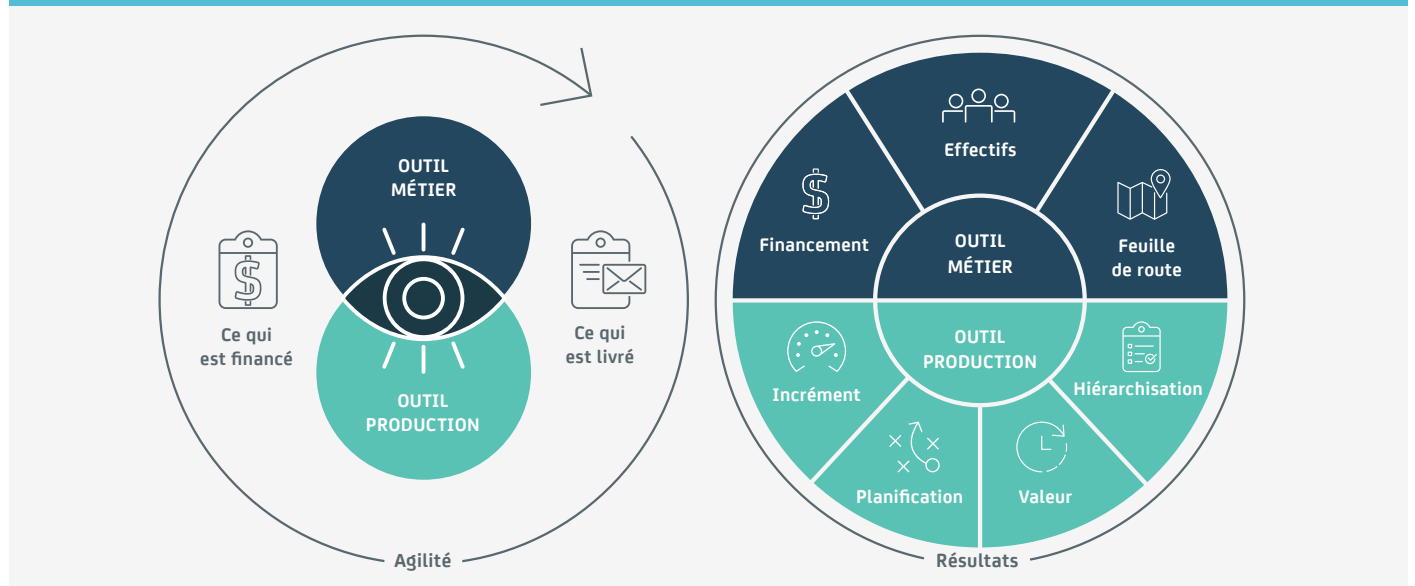 OUTIL
MÉTIER
Ce qui
est financé
Ce qui
est livré
OUTIL
PRODUCTION
Agilité
Effectifs
Financement
Feuille
de route
OUTIL
MÉTIER
OUTIL
PRODUCTION
Incrément
Hiérarchisation
Planification
Valeur
Résultats